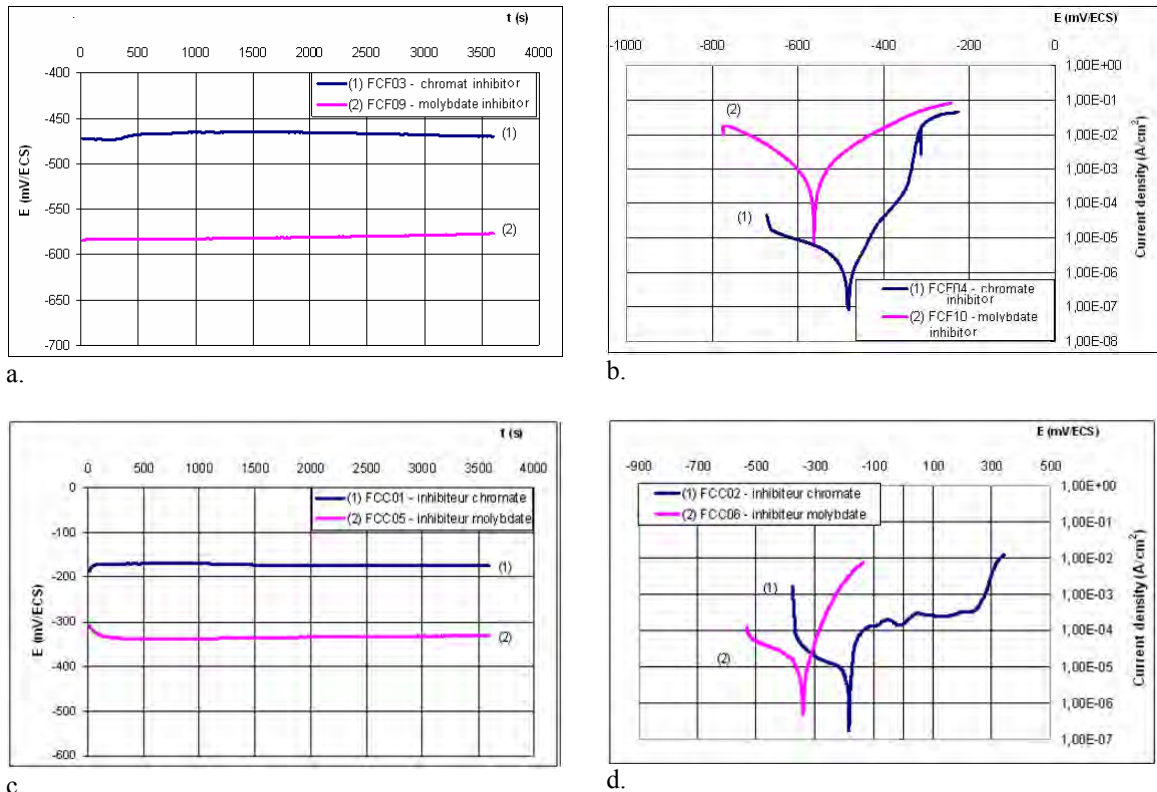 t (s)
0 500 1000 1500 2000 2500 3000 3500 4000
-400
-450
-500
-550
-600
-650
-700
E (mV/ECS)
(1) FCF03 - chromat inhibitor
(2) FCF09 - molybdate inhibitor
(1)
(2)
a.
E (mV/ECS)
-1000 -800 -600 -400 -200 0
1,00E+00
1,00E-01
1,00E-02
1,00E-03
1,00E-04
1,00E-05
1,00E-06
1,00E-07
1,00E-08
Current density (A/cm²)
(2)
(1)
(1) FCF04 - chromate
inhibitor
(2) FCF10 - molybdate
inhibitor
b.
t (s)
0 500 1000 1500 2000 2500 3000 3500 4000
0
-100
-200
-300
-400
-500
-600
E (mV/ECS)
(1) FCC01 - inhibiteur chromate
(2) FCC05 - inhibiteur molybdate
(1)
(2)
c
E (mV/ECS)
-900 -700 -500 -300 -100 100 300 500
(1) FCC02 - inhibiteur chromate
(2) FCC06 - inhibiteur molybdate
1,00E+00
1,00E-01
1,00E-02
1,00E-03
1,00E-04
1,00E-05
1,00E-06
1,00E-07
Current density (A/cm²)
(1)
(2)
d.